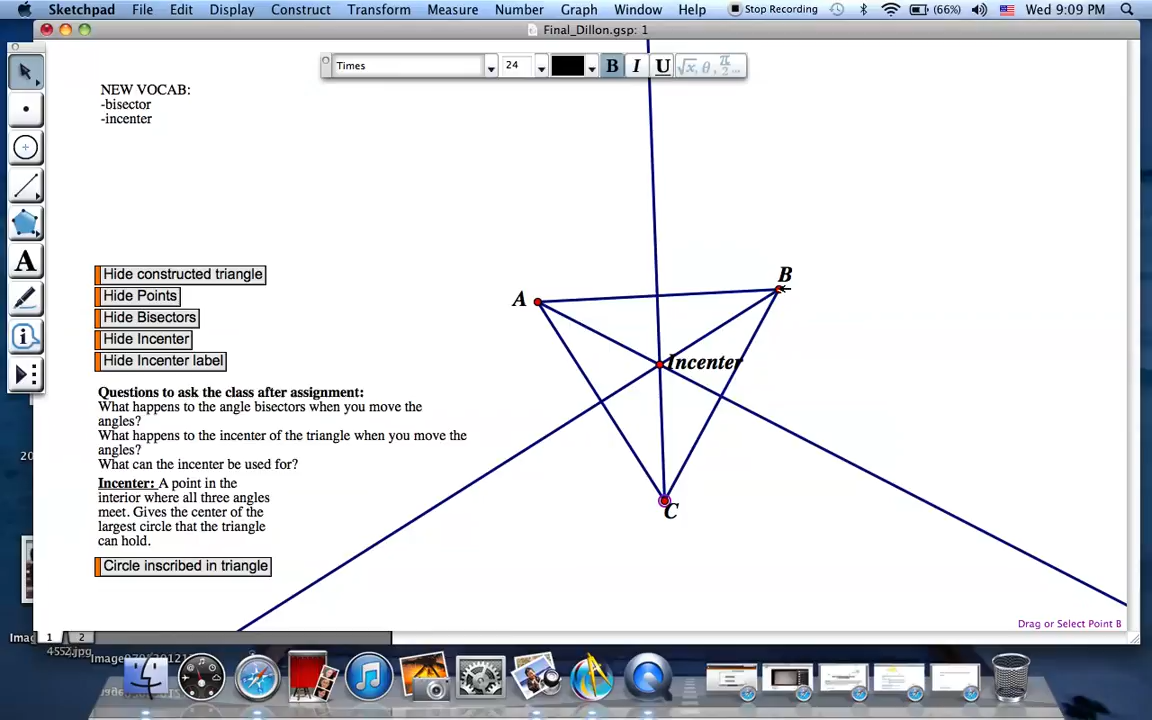 Sketchpad File Edit Display Construct Transform Measure Number Graph Window Help Stop Recording (66%) Wed 9:09 PM
Final_Dillon.gsp: 1
Times 24 B I U √x, θ, π/2...
NEW VOCAB:
-bisector
-incenter
A
Hide constructed triangle
Hide Points
Hide Bisectors
Hide Incenter
Hide Incenter label
B
A
Incenter
C
Questions to ask the class after assignment:
What happens to the angle bisectors when you move the
angles?
What happens to the incenter of the triangle when you move the
angles?
What can the incenter be used for?
Incenter: A point in the
interior where all three angles
meet. Gives the center of the
largest circle that the triangle
can hold.
Circle inscribed in triangle
Drag or Select Point B
20
1 2
4552.jpg